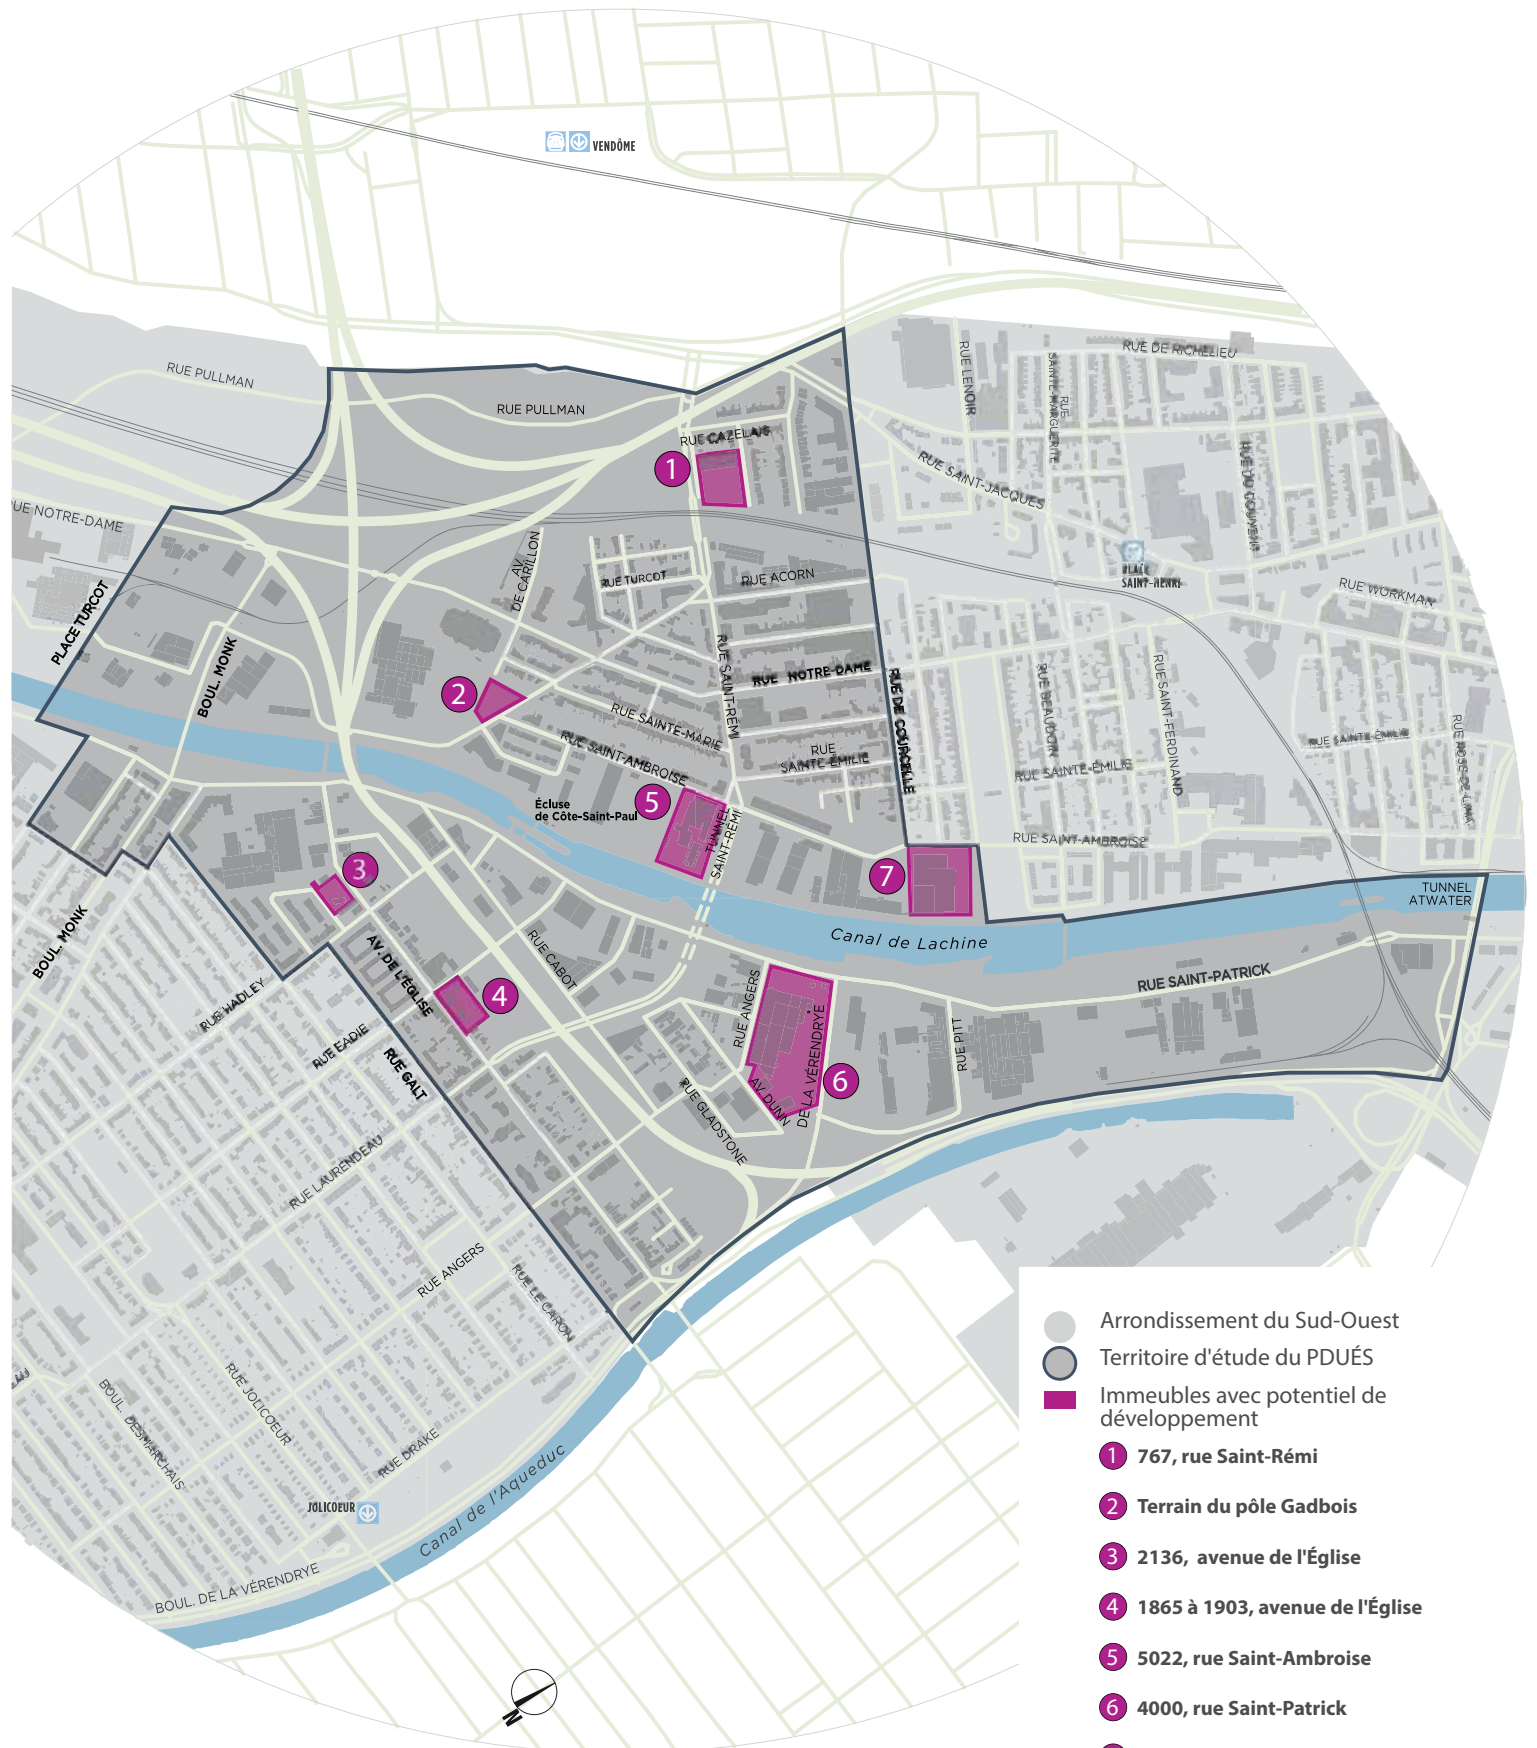 VENDÔME
RUE PULLMAN
RUE PULLMAN
RUE CAZELAIS
1
RUE LENOIR
RUE
SAINTE-MARGUERITE
RUE DE RICHELIEU
RUE SAINT-JACQUES
RUE DU COUVENT
RUE NOTRE-DAME
PLACE
SAINT-HENRI
RUE WORKMAN
AV.
DE CARILLON
RUE TURCOT
RUE ACORN
PLACE TURCOT
BOUL. MONK
2
RUE SAINT-RÉMI
RUE NOTRE-DAME
RUE DE COURCELLE
RUE BEAUDOIN
RUE SAINT-FERDINAND
RUE SAINTE-MARIE
RUE SAINT-AMBROISE
RUE
SAINTE-ÉMILIE
RUE SAINTE-ÉMILIE
RUE SAINTE-ÉMILIE
RUE ROSE-DE-LIMA
Écluse
de Côte-Saint-Paul
5
TUNNEL
SAINT-RÉMI
RUE SAINT-AMBROISE
3
7
TUNNEL
ATWATER
BOUL. MONK
AV. DE L'ÉGLISE
RUE CABOT
Canal de Lachine
RUE SAINT-PATRICK
4
RUE HADLEY
RUE EADIE
RUE GALT
RUE ANGERS
DE LA VÉRENDRYE
RUE PITT
6
AV. DUNN
RUE GLADSTONE
RUE LAURENDEAU
RUE ANGERS
RUE LE CARON
RUE JOLICOEUR
BOUL. DESMARCHAIS
RUE DRAKE
JOLICOEUR
Canal de l'Aqueduc
BOUL. DE LA VÉRENDRYE
N
Arrondissement du Sud-Ouest
Territoire d'étude du PDUÉS
Immeubles avec potentiel de
développement
1 767, rue Saint-Rémi
2 Terrain du pôle Gadbois
3 2136, avenue de l'Église
4 1865 à 1903, avenue de l'Église
5 5022, rue Saint-Ambroise
6 4000, rue Saint-Patrick